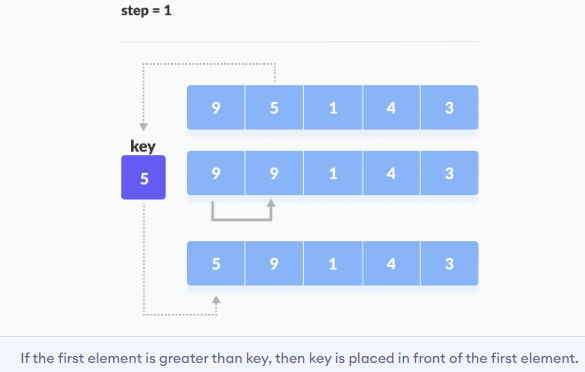 step = 1
9 5 1 4 3
key
5
9 9 1 4 3
5 9 1 4 3
If the first element is greater than key, then key is placed in front of the first element.